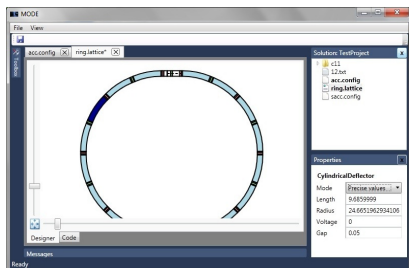 MODE
File View
acc.config ring.lattice*
Toolbox
Designer Code
Messages
Ready
Solution: TestProject
c11
12.txt
acc.config
ring.lattice
sacc.config
Properties
CylindricalDeflector
Mode Precise values...
Length 9.6859999
Radius 24.6651962934106
Voltage 0
Gap 0.05